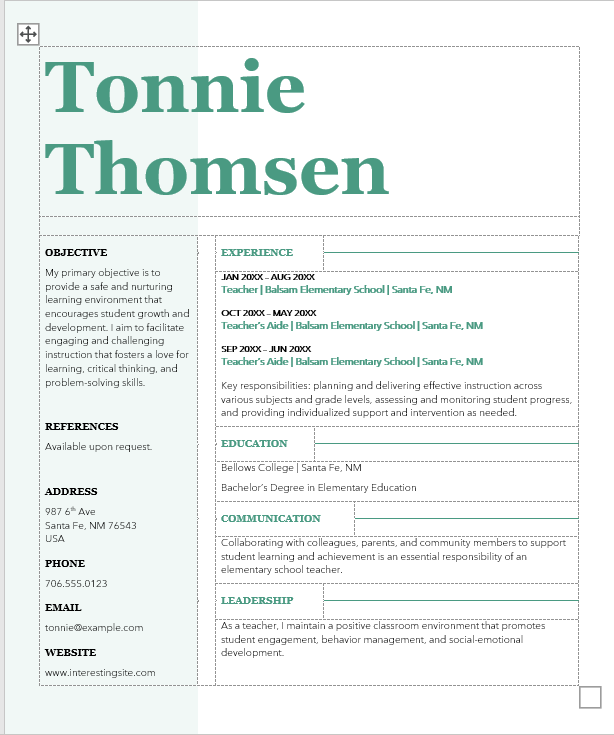 Tonnie
Thomsen
OBJECTIVE
My primary objective is to
provide a safe and nurturing
learning environment that
encourages student growth and
development. I aim to facilitate
engaging and challenging
instruction that fosters a love for
learning, critical thinking, and
problem-solving skills.
REFERENCES
Available upon request.
ADDRESS
987 6th Ave
Santa Fe, NM 76543
USA
PHONE
706.555.0123
EMAIL
tonnie@example.com
WEBSITE
www.interestingsite.com
EXPERIENCE
JAN 20XX – AUG 20XX
Teacher | Balsam Elementary School | Santa Fe, NM
OCT 20XX – MAY 20XX
Teacher's Aide | Balsam Elementary School | Santa Fe, NM
SEP 20XX – JUN 20XX
Teacher's Aide | Balsam Elementary School | Santa Fe, NM
Key responsibilities: planning and delivering effective instruction across
various subjects and grade levels, assessing and monitoring student progress,
and providing individualized support and intervention as needed.
EDUCATION
Bellows College | Santa Fe, NM
Bachelor's Degree in Elementary Education
COMMUNICATION
Collaborating with colleagues, parents, and community members to support
student learning and achievement is an essential responsibility of an
elementary school teacher.
LEADERSHIP
As a teacher, I maintain a positive classroom environment that promotes
student engagement, behavior management, and social-emotional
development.